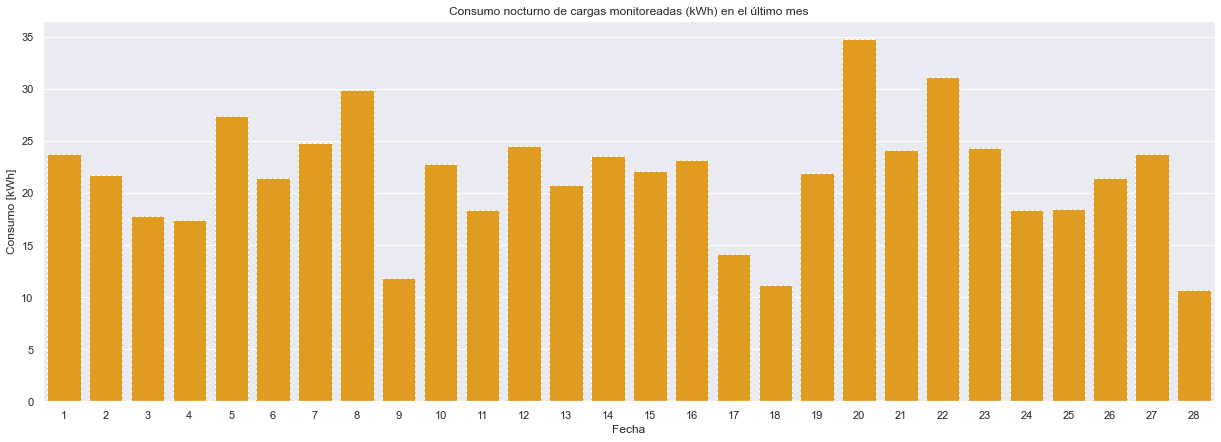 Consumo nocturno de cargas monitoreadas (kWh) en el último mes
Consumo [kWh]
35
30
25
20
15
10
5
0
1 2 3 4 5 6 7 8 9 10 11 12 13 14 15 16 17 18 19 20 21 22 23 24 25 26 27 28
Fecha